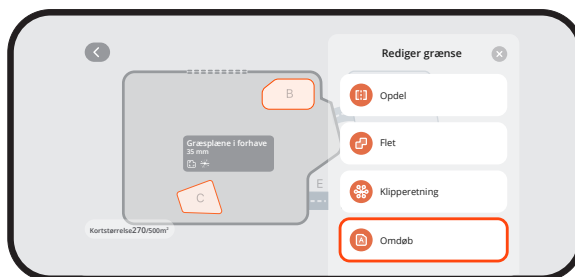 Rediger grænse
B
Opdel
Græsplæne i forhave
35 mm
Flet
E
C
Klipperetning
Kortstørrelse270/500m²
A
Omdøb